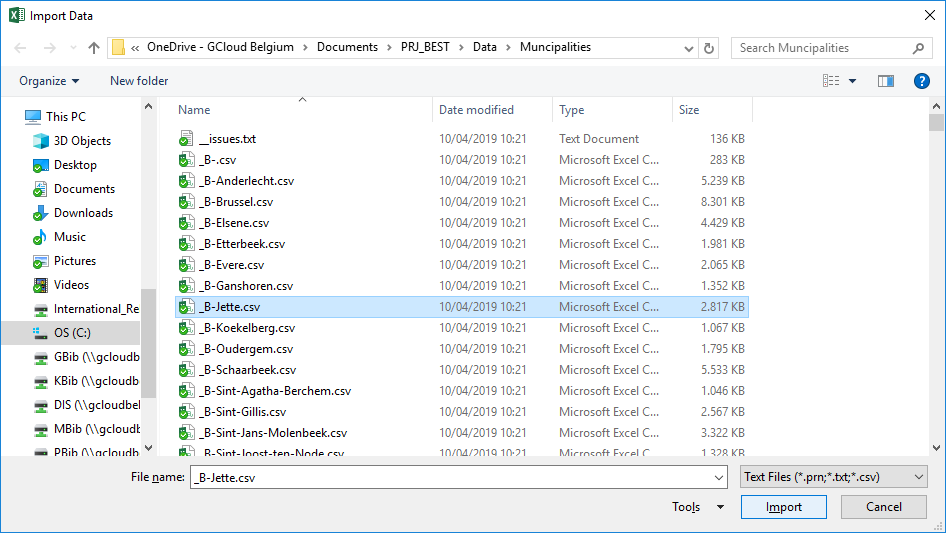 Import Data
« OneDrive - GCloud Belgium > Documents > PRJ_BEST > Data > Muncipalities
Search Muncipalities
Organize New folder
This PC
3D Objects
Desktop
Documents
Downloads
Music
Pictures
Videos
International_Re
OS (C:)
GBib (\\gcloudb
KBib (\\gcloudb
DIS (\\gcloudbel
MBib (\\gcloudb
PBib (\\gcloudb
Name Date modified Type Size
__issues.txt 10/04/2019 10:21 Text Document 136 KB
_B-.csv 10/04/2019 10:21 Microsoft Excel C... 283 KB
_B-Anderlecht.csv 10/04/2019 10:21 Microsoft Excel C... 5.239 KB
_B-Brussel.csv 10/04/2019 10:21 Microsoft Excel C... 8.301 KB
_B-Elsene.csv 10/04/2019 10:21 Microsoft Excel C... 4.429 KB
_B-Etterbeek.csv 10/04/2019 10:21 Microsoft Excel C... 1.981 KB
_B-Evere.csv 10/04/2019 10:21 Microsoft Excel C... 2.065 KB
_B-Ganshoren.csv 10/04/2019 10:21 Microsoft Excel C... 1.352 KB
_B-Jette.csv 10/04/2019 10:21 Microsoft Excel C... 2.817 KB
_B-Koekelberg.csv 10/04/2019 10:21 Microsoft Excel C... 1.067 KB
_B-Oudergem.csv 10/04/2019 10:21 Microsoft Excel C... 1.795 KB
_B-Schaarbeek.csv 10/04/2019 10:21 Microsoft Excel C... 5.533 KB
_B-Sint-Agatha-Berchem.csv 10/04/2019 10:21 Microsoft Excel C... 1.046 KB
_B-Sint-Gillis.csv 10/04/2019 10:21 Microsoft Excel C... 2.567 KB
_B-Sint-Jans-Molenbeek.csv 10/04/2019 10:21 Microsoft Excel C... 3.322 KB
_B-Sint-Joost-ten-Node.csv 10/04/2019 10:21 Microsoft Excel C... 1.328 KB
File name: _B-Jette.csv Text Files (*.prn;*.txt;*.csv)
Tools Import Cancel